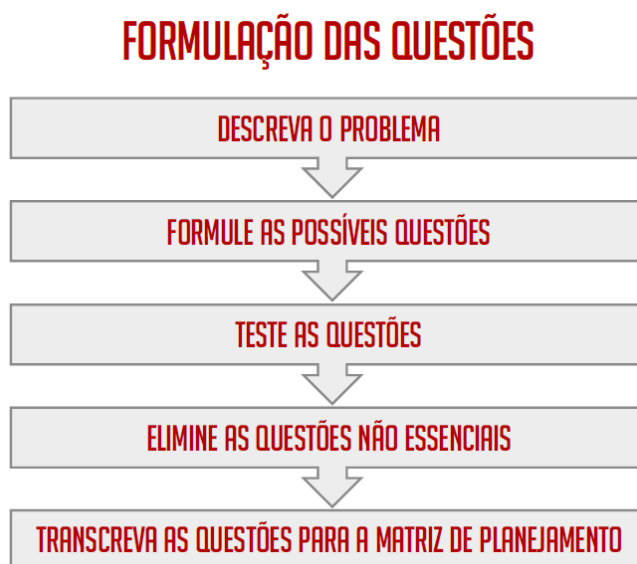 FORMULAÇÃO DAS QUESTÕES
DESCREVA O PROBLEMA
FORMULE AS POSSÍVEIS QUESTÕES
TESTE AS QUESTÕES
ELIMINE AS QUESTÕES NÃO ESSENCIAIS
TRANSCREVA AS QUESTÕES PARA A MATRIZ DE PLANEJAMENTO